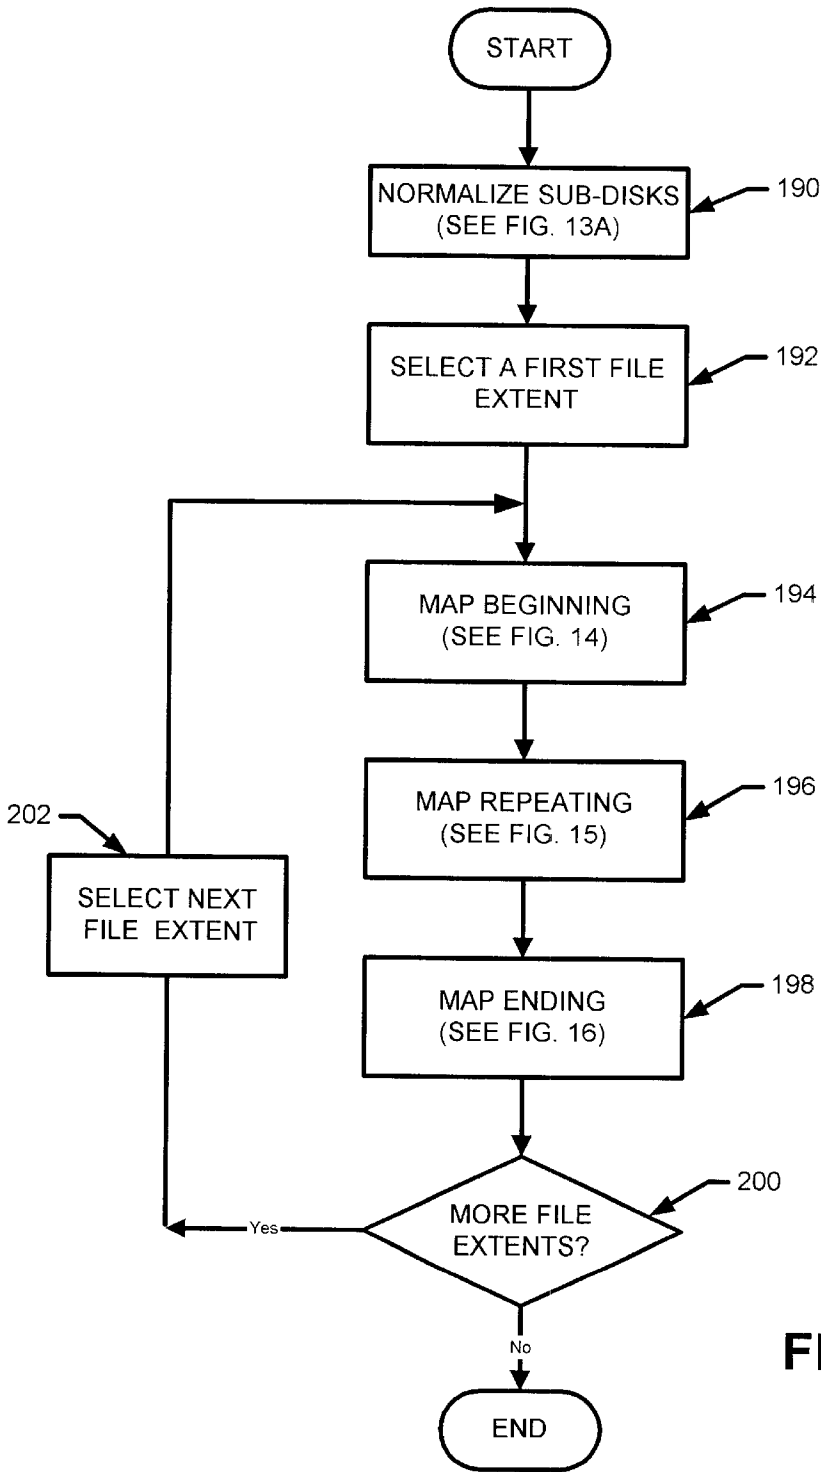 START
NORMALIZE SUB-DISKS
(SEE FIG. 13A)
190
SELECT A FIRST FILE
EXTENT
192
MAP BEGINNING
(SEE FIG. 14)
194
MAP REPEATING
(SEE FIG. 15)
196
202
SELECT NEXT
FILE EXTENT
MAP ENDING
(SEE FIG. 16)
198
MORE FILE
EXTENTS?
200
Yes
No
END